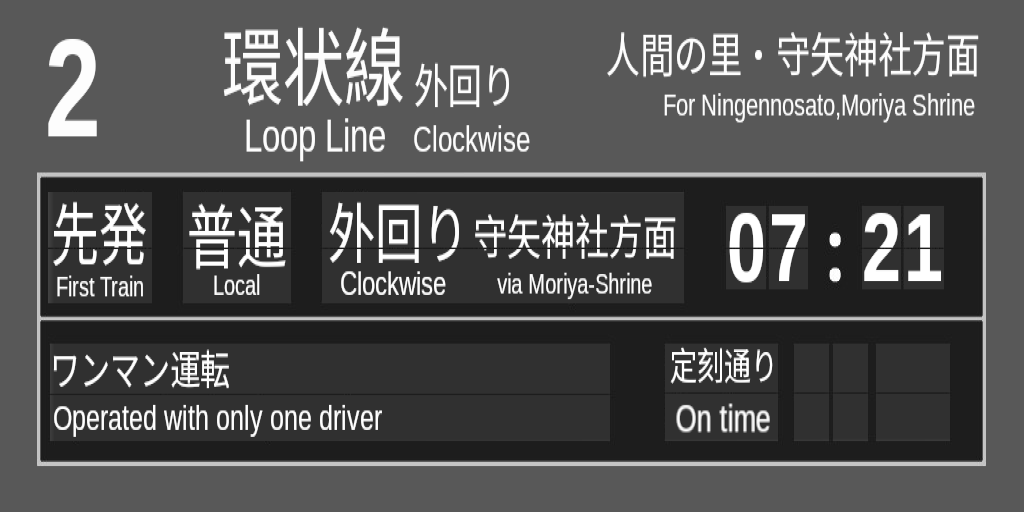 2
環状線 外回り
Loop Line Clockwise
人間の里・守矢神社方面
For Ningennosato,Moriya Shrine
先発
First Train
普通
Local
外回り 守矢神社方面
Clockwise via Moriya-Shrine
07:21
ワンマン運転
Operated with only one driver
定刻通り
On time